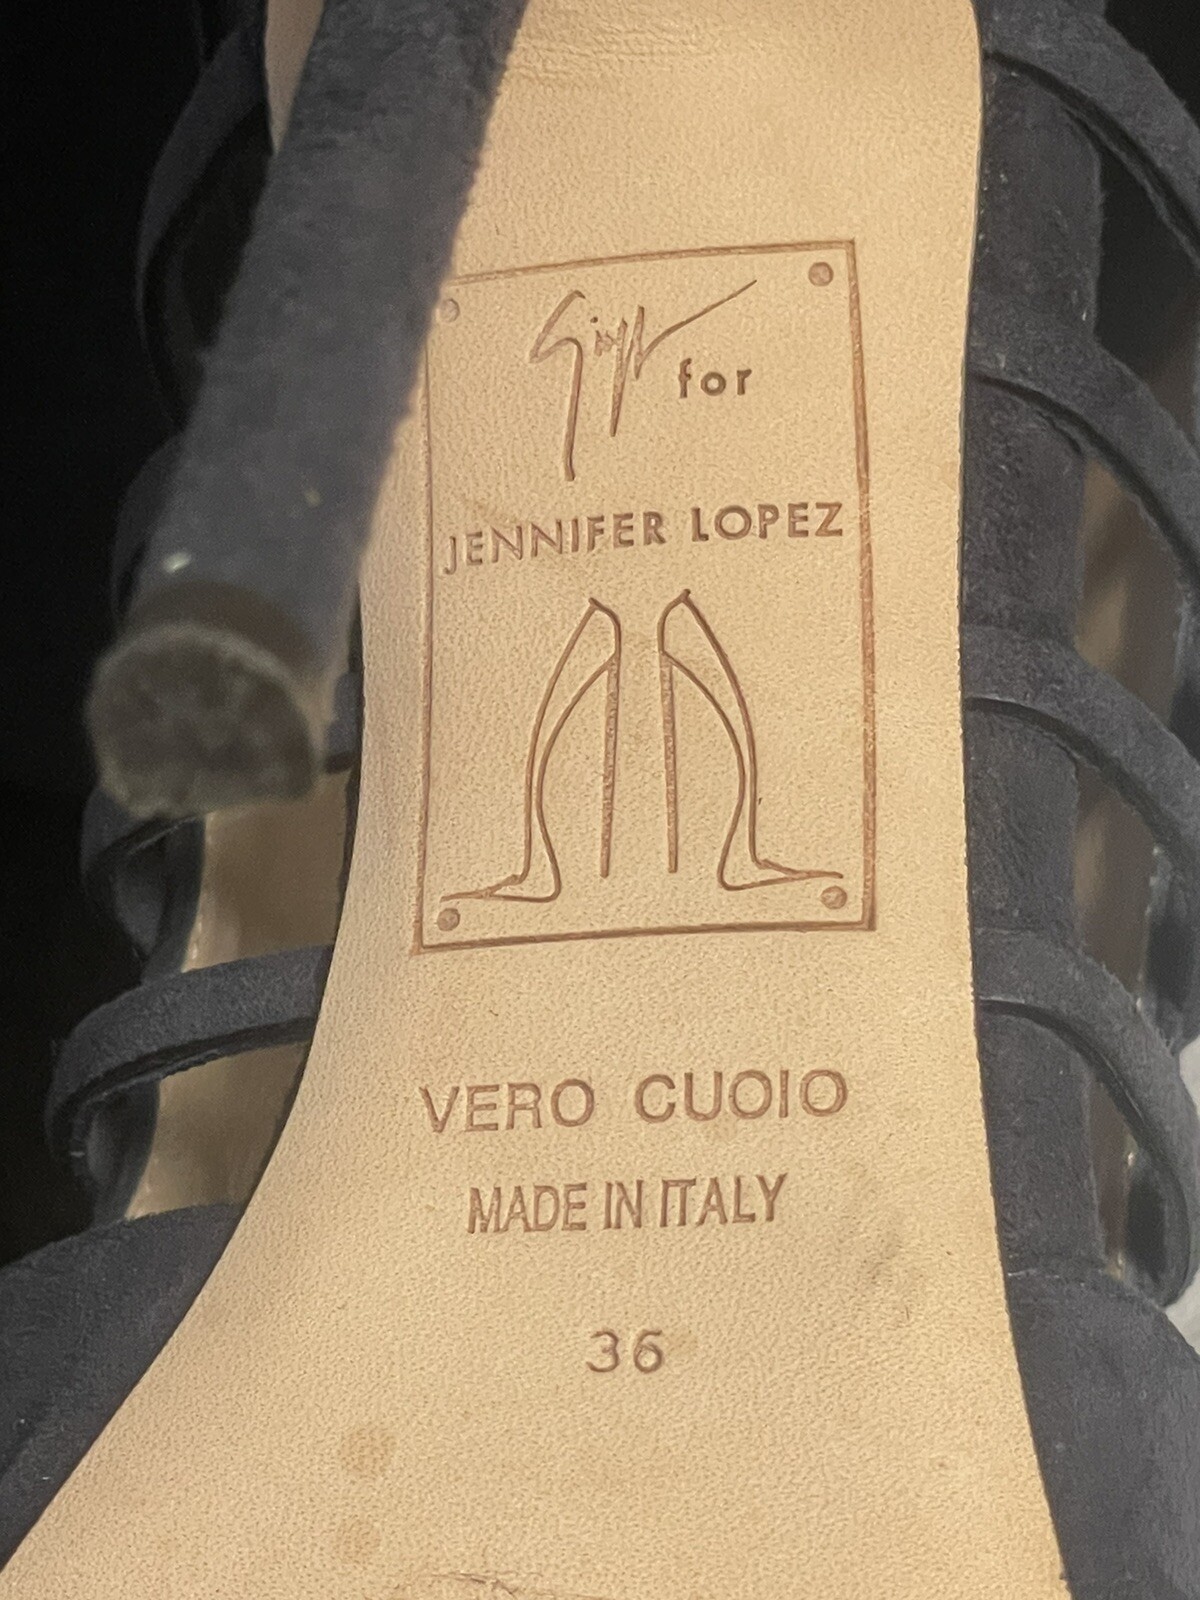 Giuseppe for
JENNIFER LOPEZ
VERO CUOIO
MADE IN ITALY
36